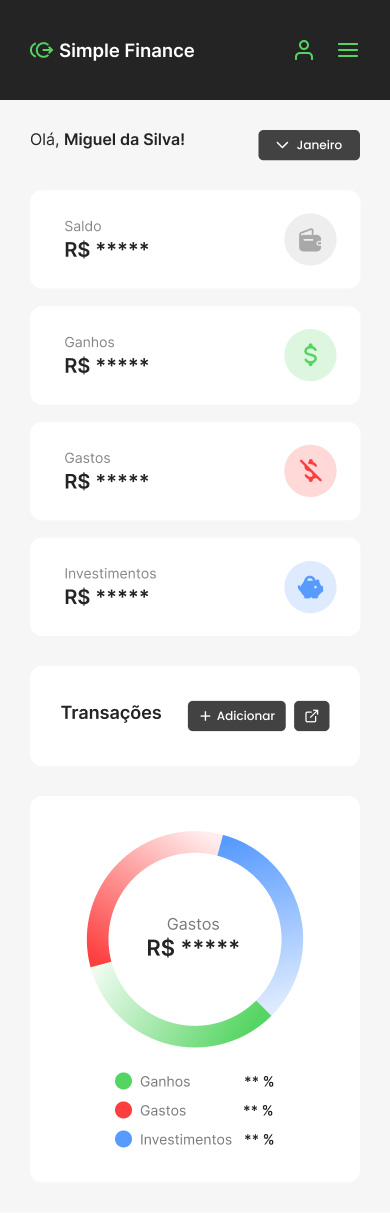 Simple Finance
Olá, Miguel da Silva!
Janeiro
Saldo
R$ *****
Ganhos
R$ *****
Gastos
R$ *****
Investimentos
R$ *****
Transações
+ Adicionar
Gastos
R$ *****
Ganhos ** %
Gastos ** %
Investimentos ** %